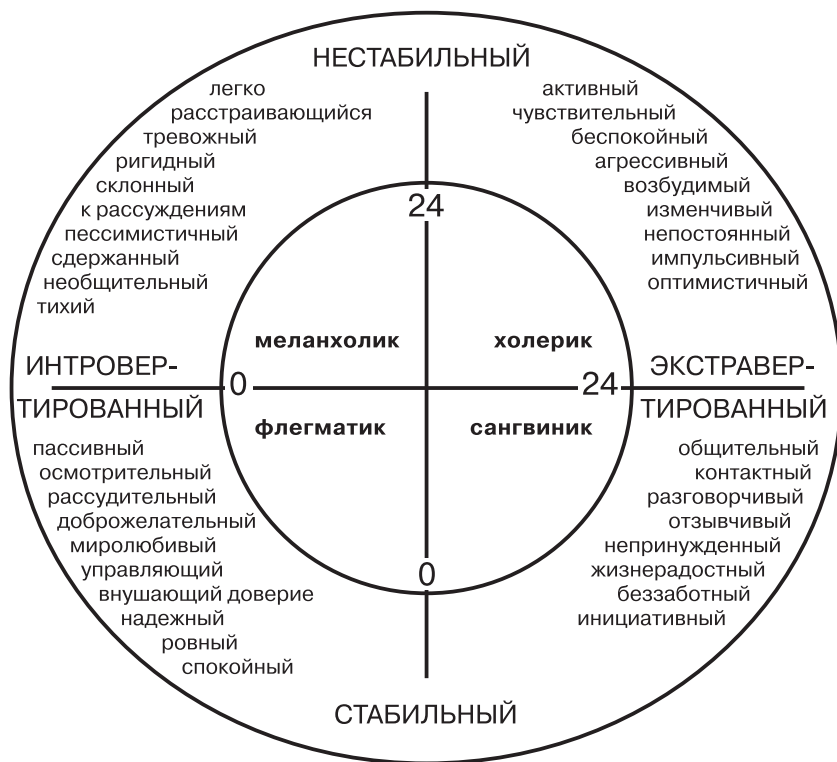 НЕСТАБИЛЬНЫЙ
легко
расстраивающийся
тревожный
ригидный
склонный
к рассуждениям
пессимистичный
сдержанный
необщительный
тихий
активный
чувствительный
беспокойный
агрессивный
возбудимый
изменчивый
непостоянный
импульсивный
оптимистичный
24
меланхолик
холерик
ИНТРОВЕР-
ТИРОВАННЫЙ
0
24
ЭКСТРАВЕР-
ТИРОВАННЫЙ
флегматик
сангвиник
пассивный
осмотрительный
рассудительный
доброжелательный
миролюбивый
управляющий
внушающий доверие
надежный
ровный
спокойный
общительный
контактный
разговорчивый
отзывчивый
непринужденный
жизнерадостный
беззаботный
инициативный
0
СТАБИЛЬНЫЙ